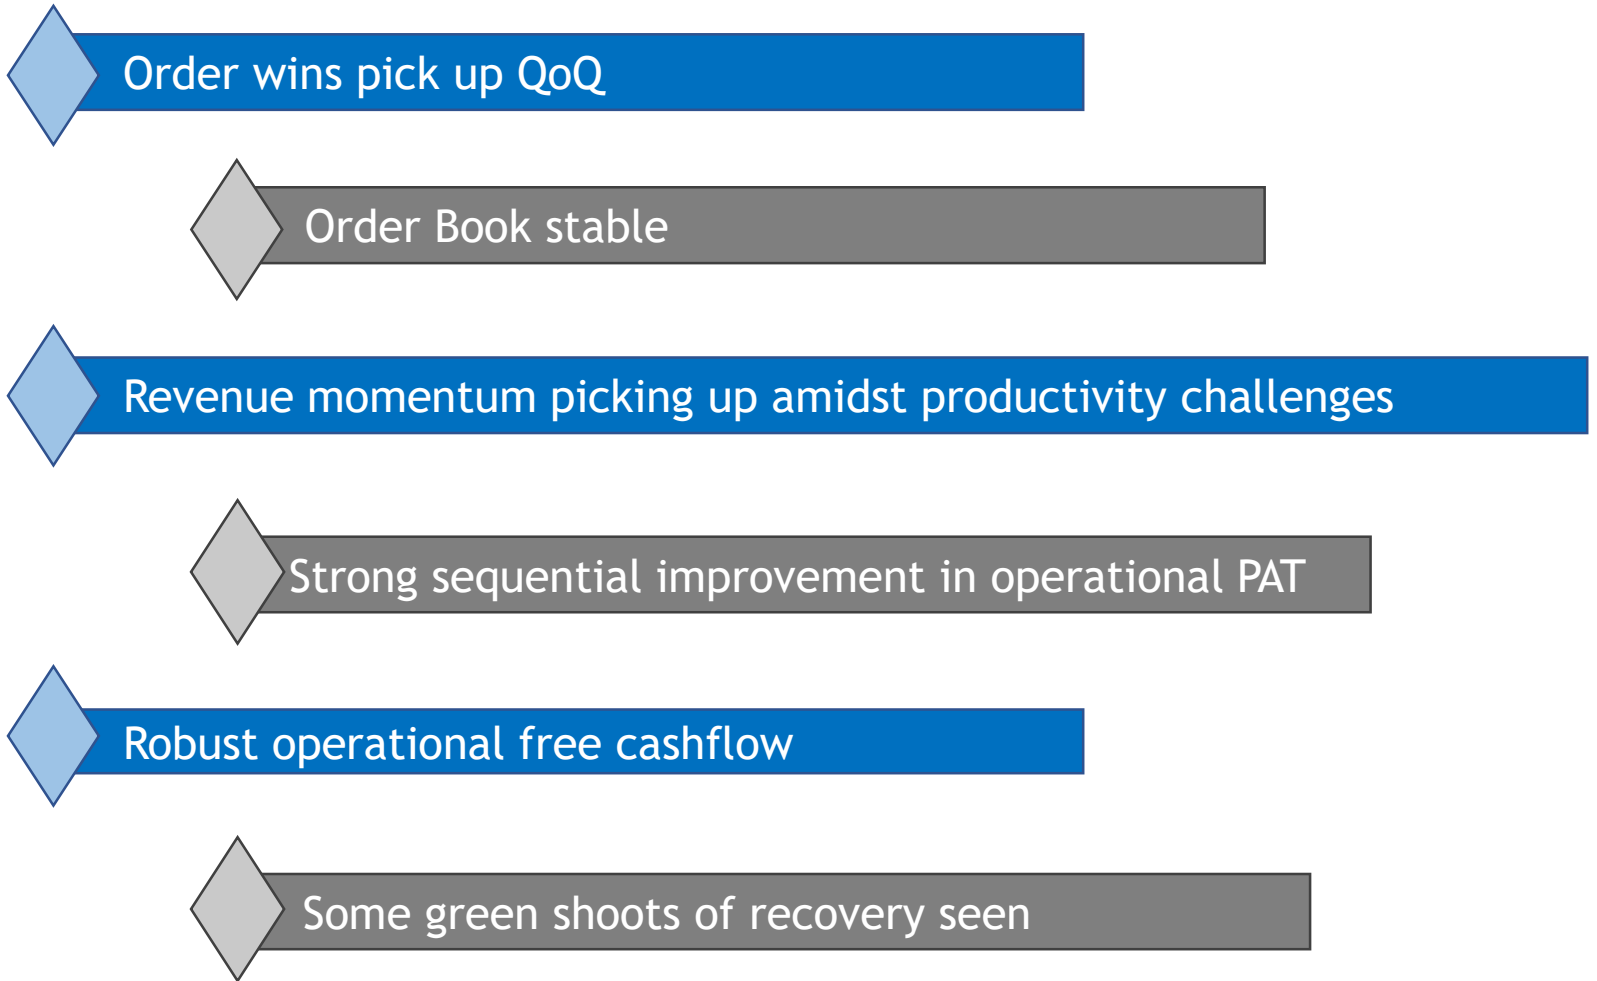 Order wins pick up QoQ
Order Book stable
Revenue momentum picking up amidst productivity challenges
Strong sequential improvement in operational PAT
Robust operational free cashflow
Some green shoots of recovery seen